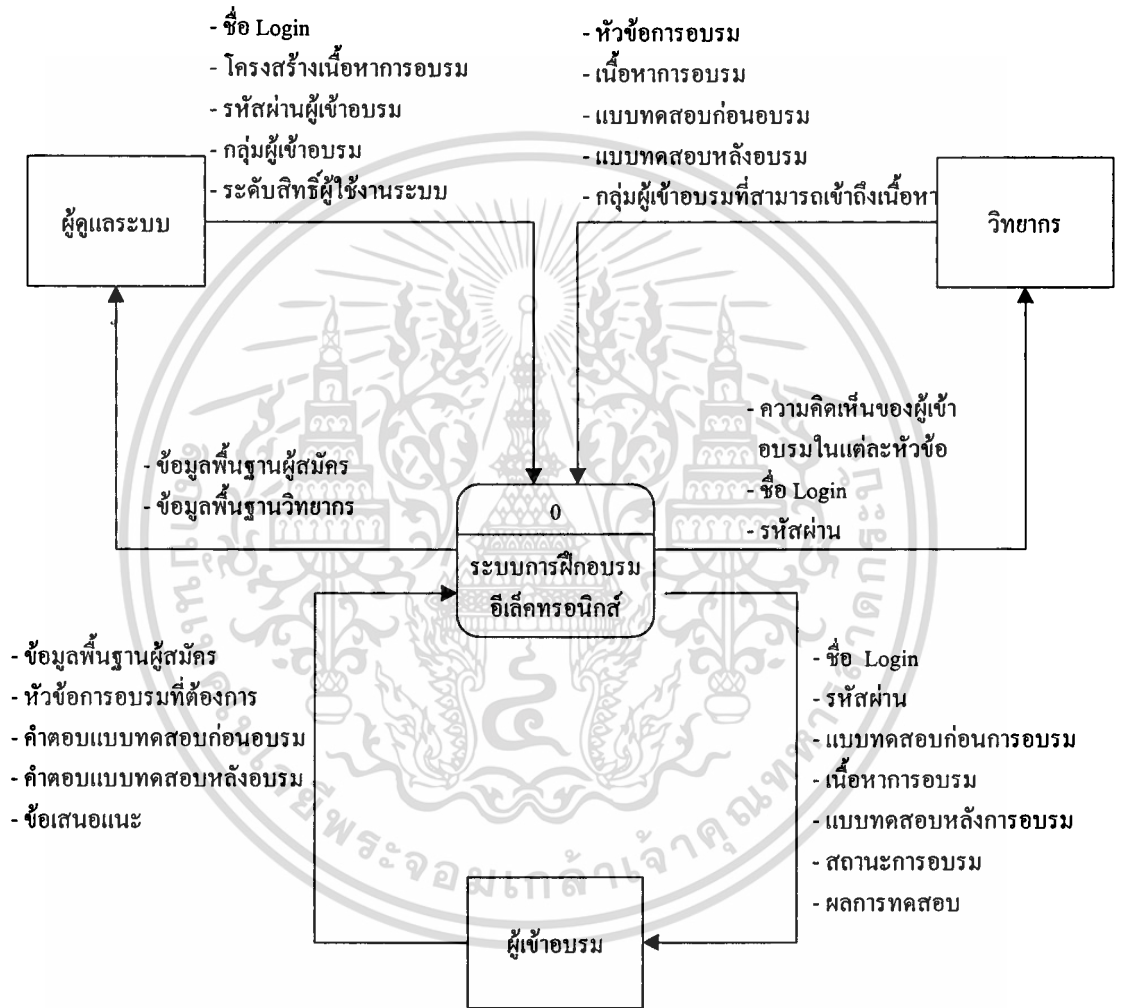 - ชื่อ Login
- โครงสร้างเนื้อหาการอบรม
- รหัสผ่านผู้เข้าอบรม
- กลุ่มผู้เข้าอบรม
- ระดับสิทธิ์ผู้ใช้งานระบบ
- หัวข้อการอบรม
- เนื้อหาการอบรม
- แบบทดสอบก่อนอบรม
- แบบทดสอบหลังอบรม
- กลุ่มผู้เข้าอบรมที่สามารถเข้าถึงเนื้อหา
ผู้ดูแลระบบ
วิทยากร
- ข้อมูลพื้นฐานผู้สมัคร
- ข้อมูลพื้นฐานวิทยากร
- ความคิดเห็นของผู้เข้า
อบรมในแต่ละหัวข้อ
- ชื่อ Login
- รหัสผ่าน
0
ระบบการฝึกอบรม
อีเล็คทรอนิกส์
- ข้อมูลพื้นฐานผู้สมัคร
- หัวข้อการอบรมที่ต้องการ
- คำตอบแบบทดสอบก่อนอบรม
- คำตอบแบบทดสอบหลังอบรม
- ข้อเสนอแนะ
- ชื่อ Login
- รหัสผ่าน
- แบบทดสอบก่อนการอบรม
- เนื้อหาการอบรม
- แบบทดสอบหลังการอบรม
- สถานะการอบรม
- ผลการทดสอบ
ผู้เข้าอบรม